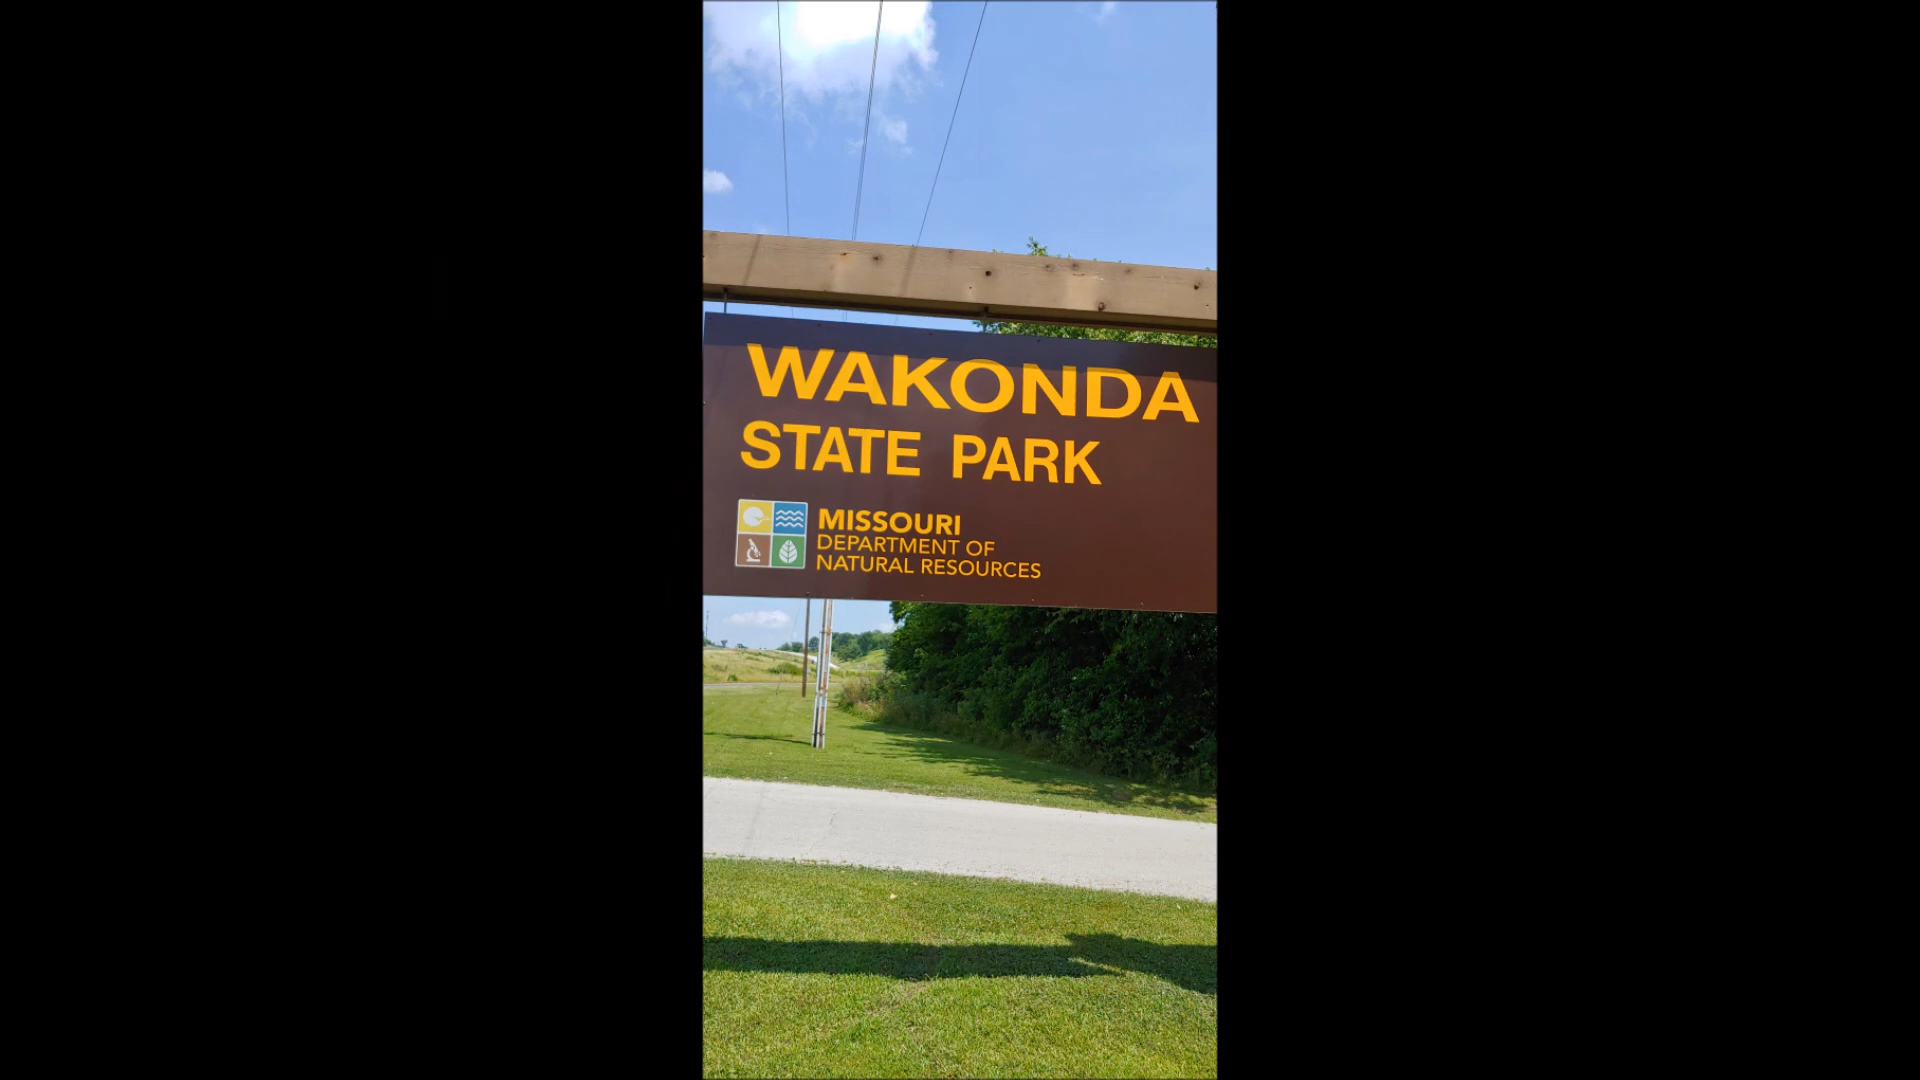 WAKONDA
STATE PARK
MISSOURI
DEPARTMENT OF
NATURAL RESOURCES